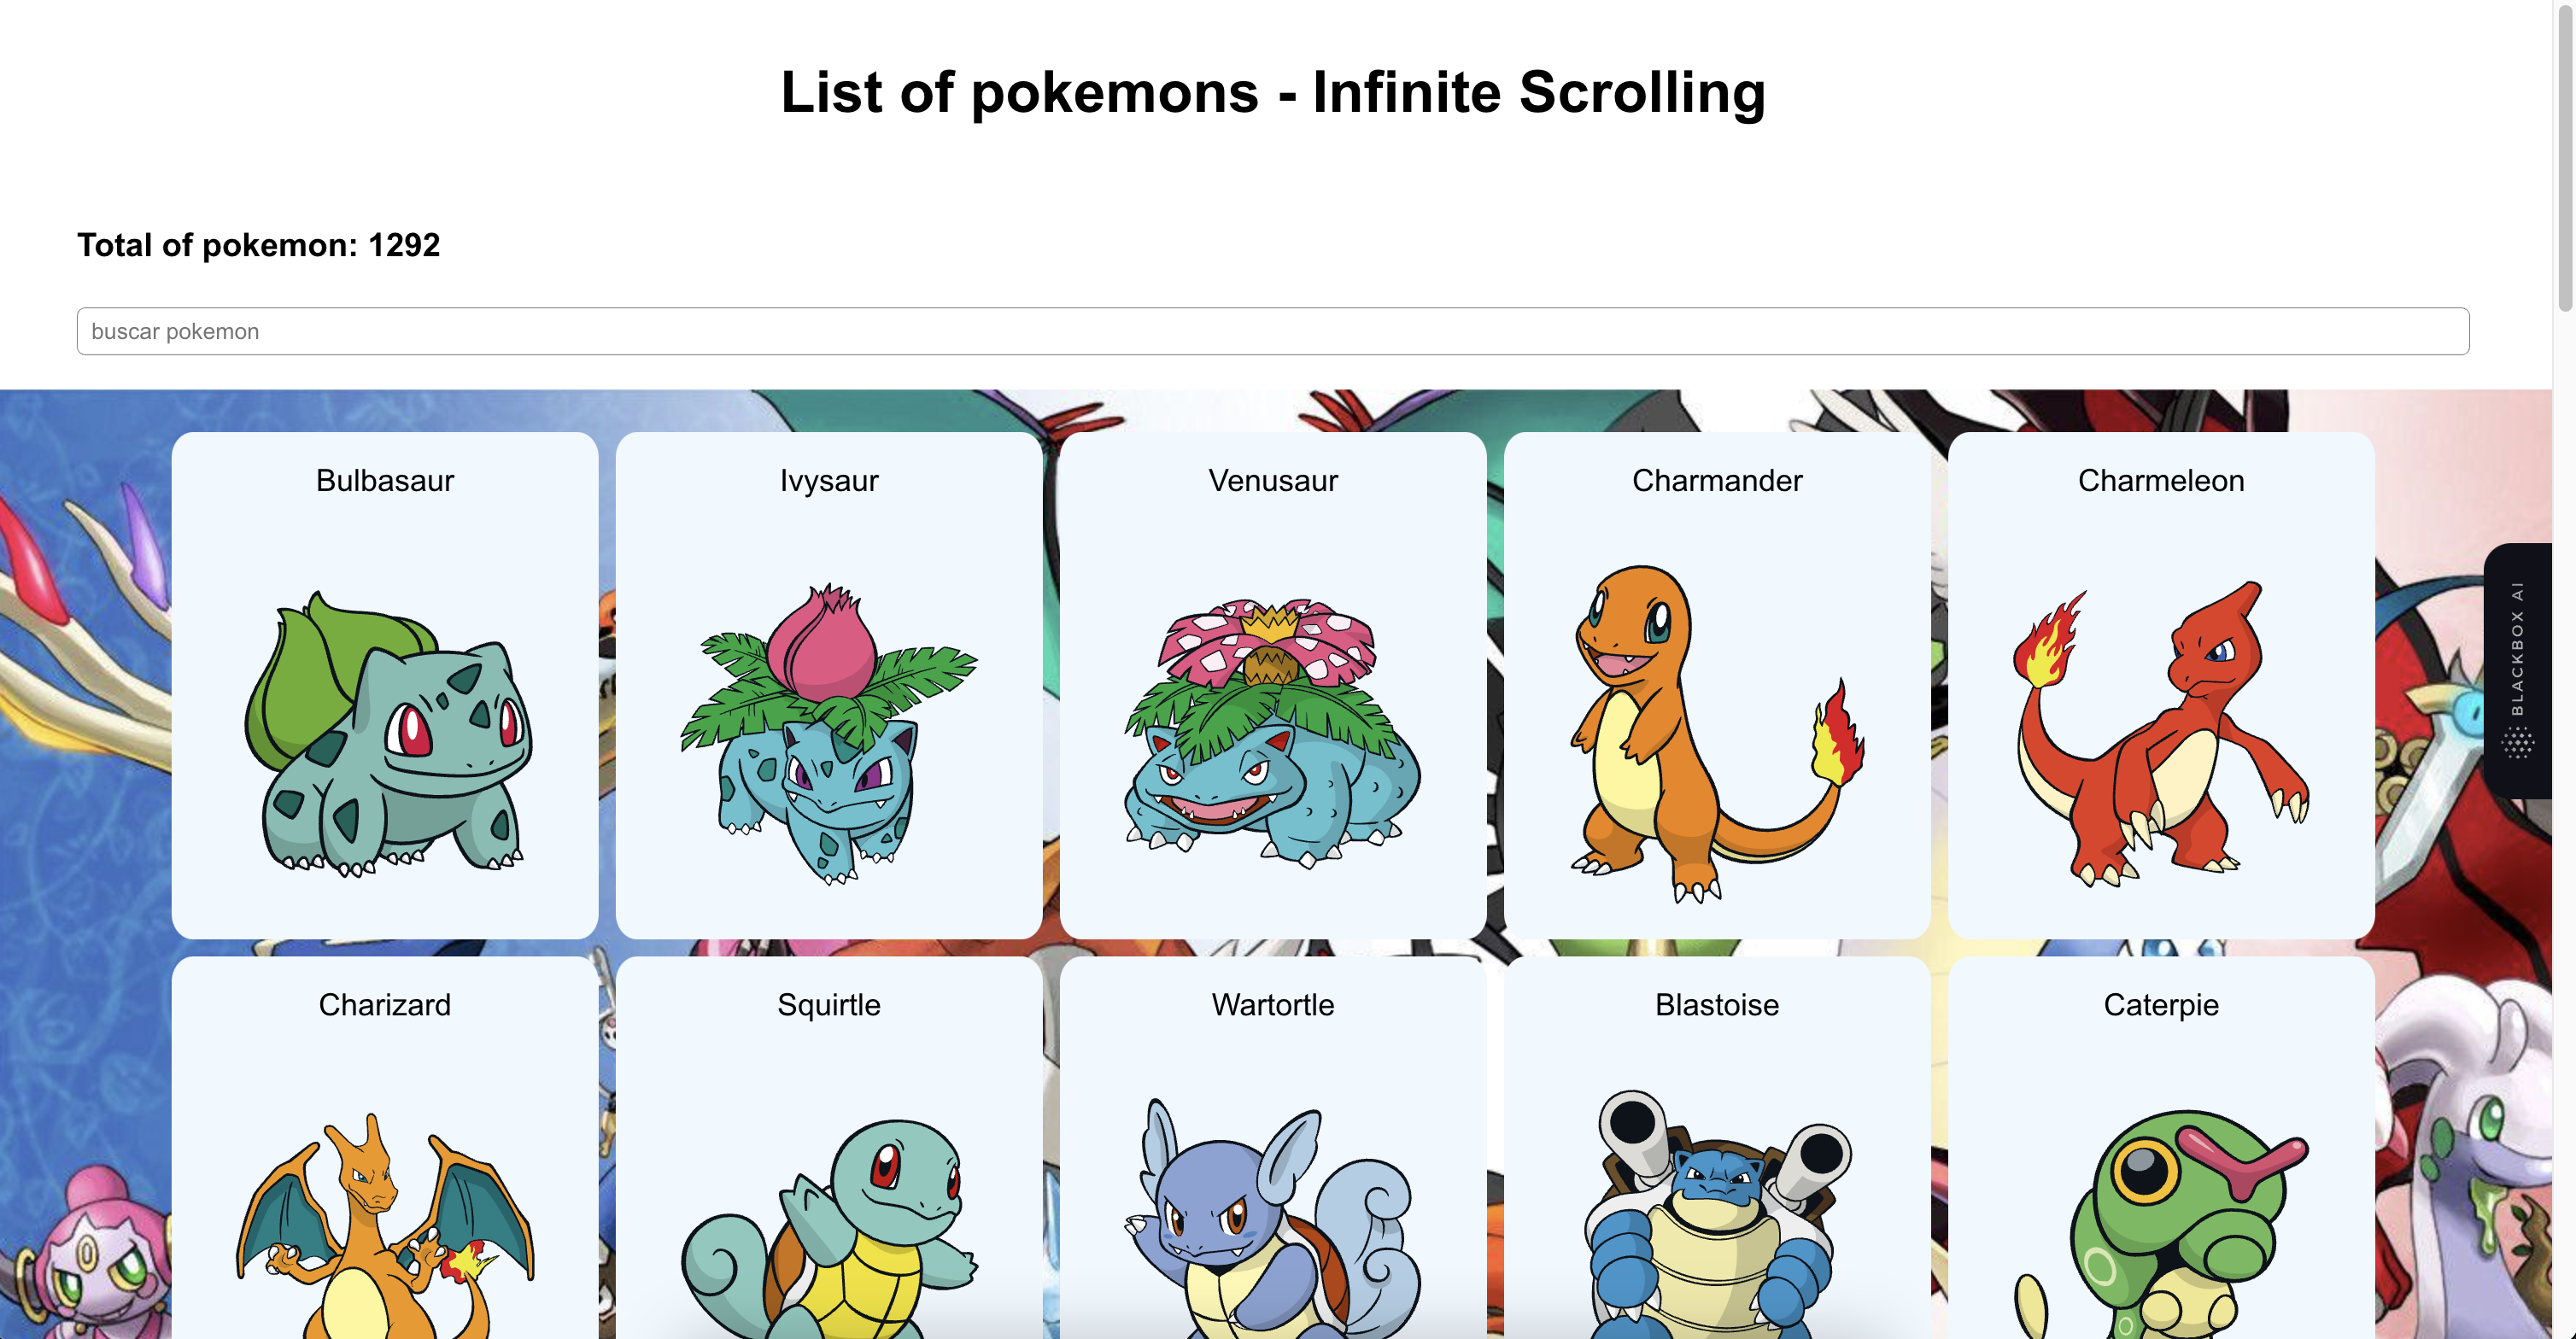 List of pokemons - Infinite Scrolling
Total of pokemon: 1292
buscar pokemon
Bulbasaur
Ivysaur
Venusaur
Charmander
Charmeleon
BLACKBOX AI
Charizard
Squirtle
Wartortle
Blastoise
Caterpie